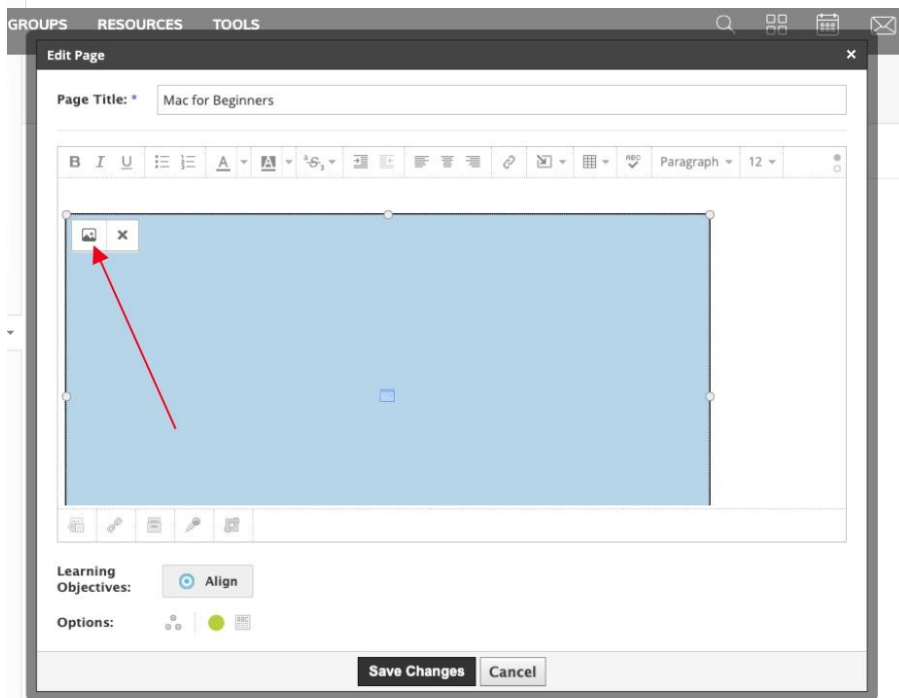 GROUPS RESOURCES TOOLS
Edit Page ×
Page Title: * Mac for Beginners
B I U A A ABC Paragraph 12
Learning
Objectives: Align
Options:
Save Changes Cancel